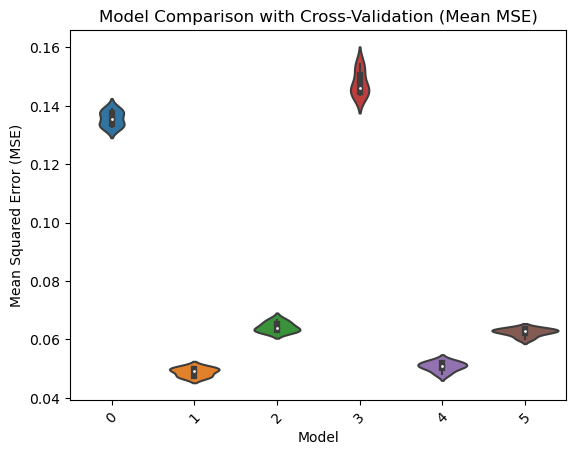 Model Comparison with Cross-Validation (Mean MSE)
Mean Squared Error (MSE)
0.16
0.14
0.12
0.10
0.08
0.06
0.04
0 1 2 3 4 5
Model